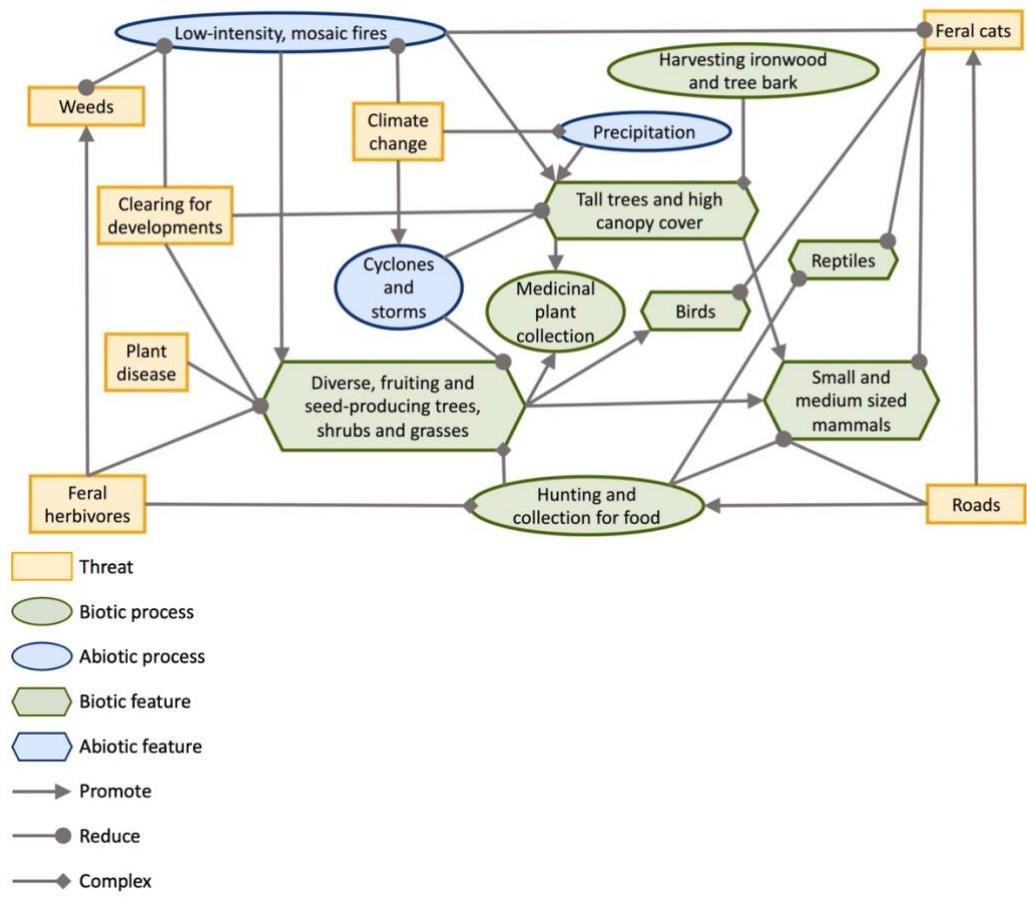 Low-intensity, mosaic fires
Feral cats
Harvesting ironwood
and tree bark
Weeds
Climate
change
Precipitation
Clearing for
developments
Tall trees and high
canopy cover
Reptiles
Cyclones
and
storms
Medicinal
plant
collection
Birds
Plant
disease
Diverse, fruiting and
seed-producing trees,
shrubs and grasses
Small and
medium sized
mammals
Feral
herbivores
Hunting and
collection for food
Roads
Threat
Biotic process
Abiotic process
Biotic feature
Abiotic feature
Promote
Reduce
Complex